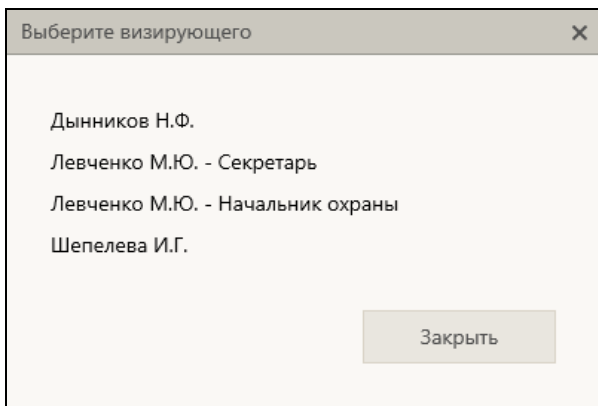 Выберите визирующего
Дынников Н.Ф.
Левченко М.Ю. - Секретарь
Левченко М.Ю. - Начальник охраны
Шепелева И.Г.
Закрыть